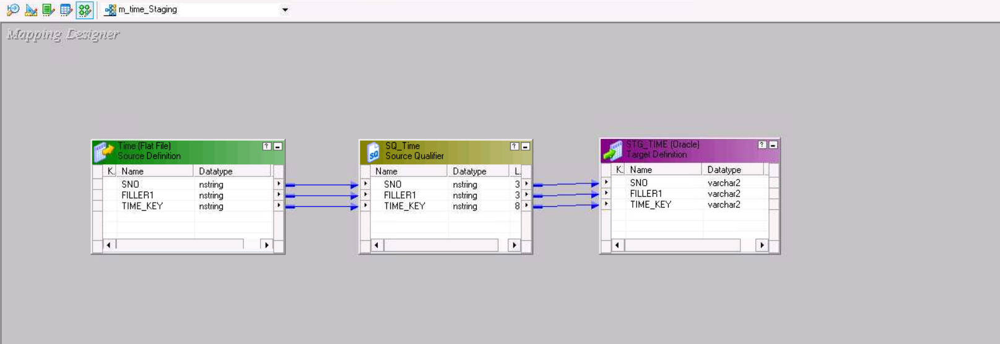 m_time_Staging
Mapping Designer
Time (Flat File)
Source Definition
K. Name Datatype
SNO nstring
FILLER1 nstring
TIME_KEY nstring
SQ_Time
Source Qualifier
Name Datatype L.
SNO nstring 3
FILLER1 nstring 3
TIME_KEY nstring 8
STG_TIME (Oracle)
Target Definition
K. Name Datatype
SNO varchar2
FILLER1 varchar2
TIME_KEY varchar2